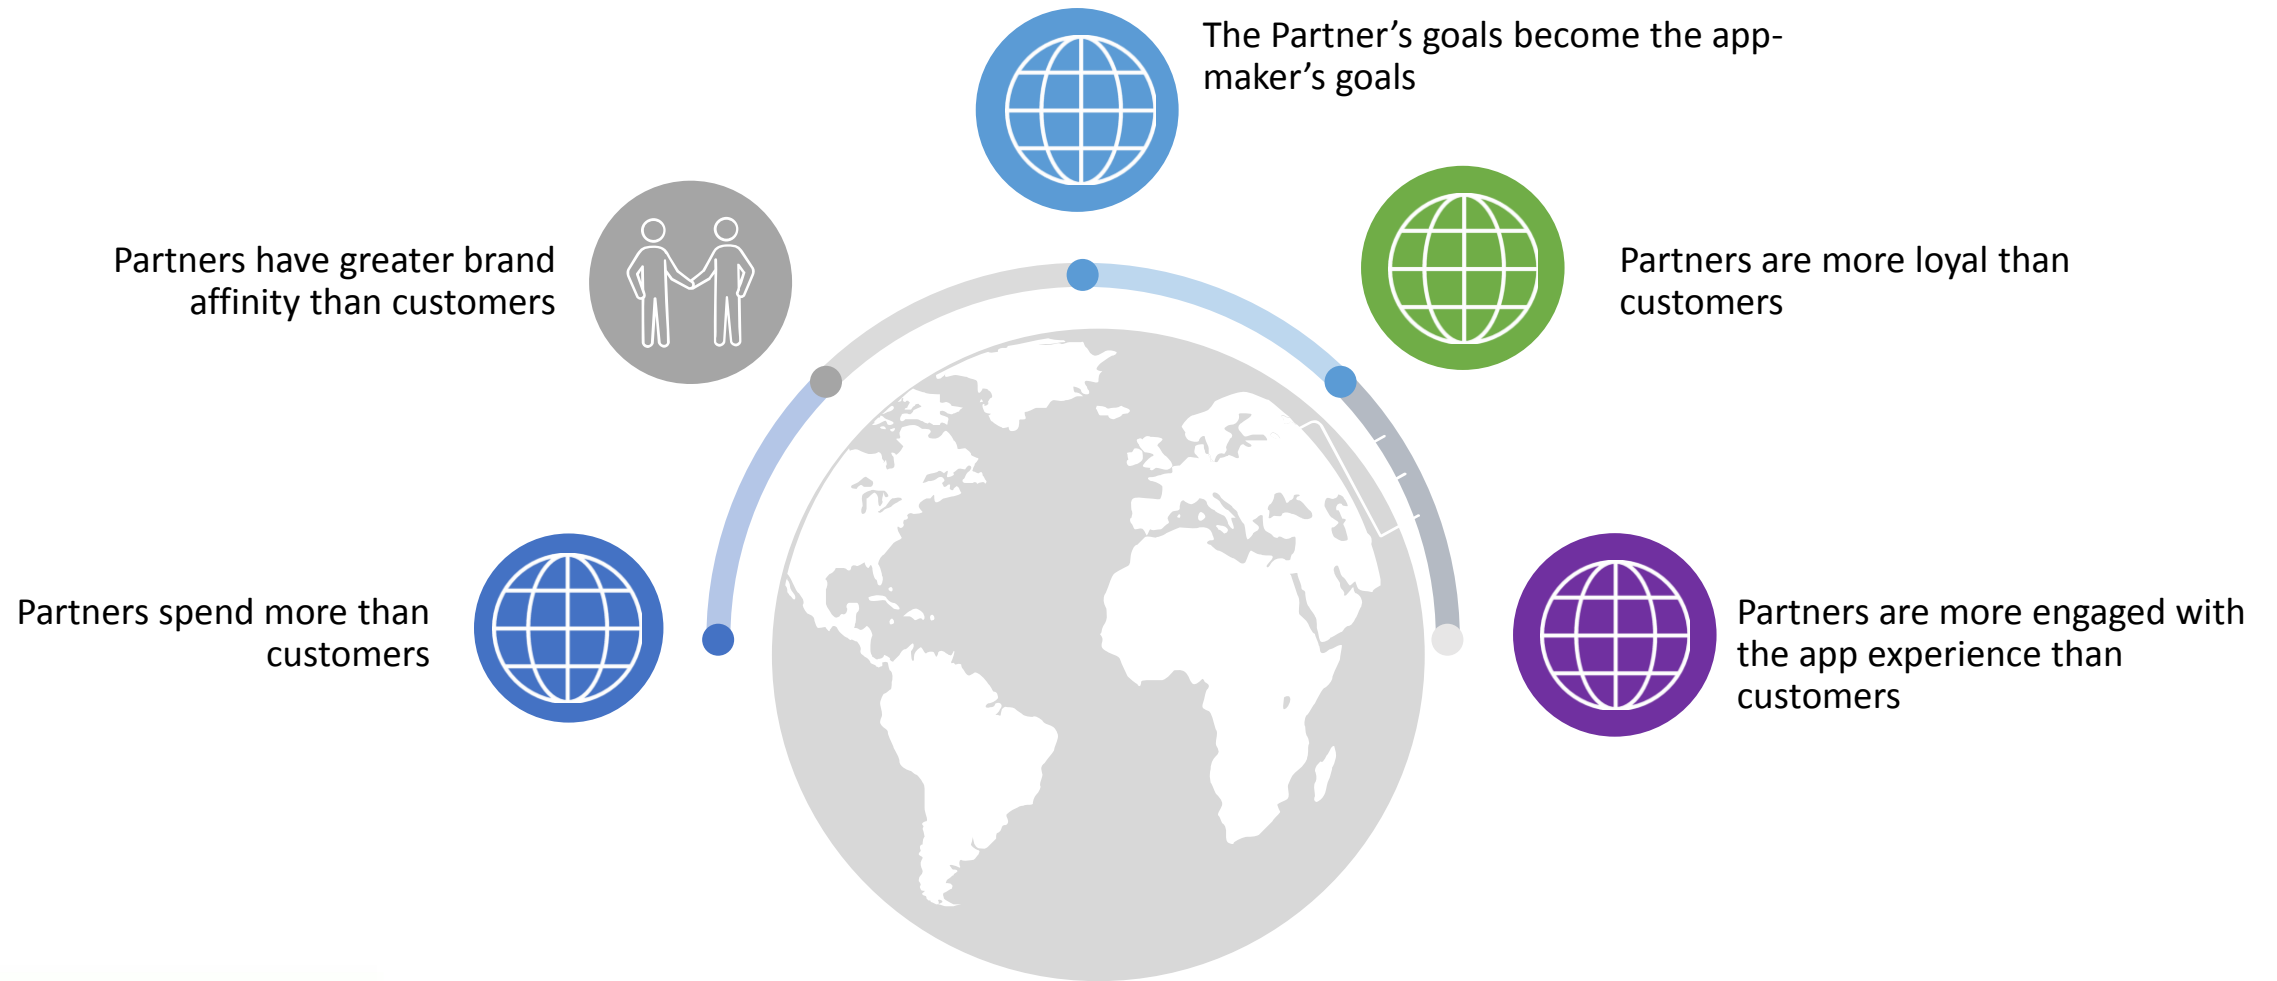 The Partner’s goals become the app-
maker’s goals
Partners have greater brand
affinity than customers
Partners are more loyal than
customers
Partners spend more than
customers
Partners are more engaged with
the app experience than
customers